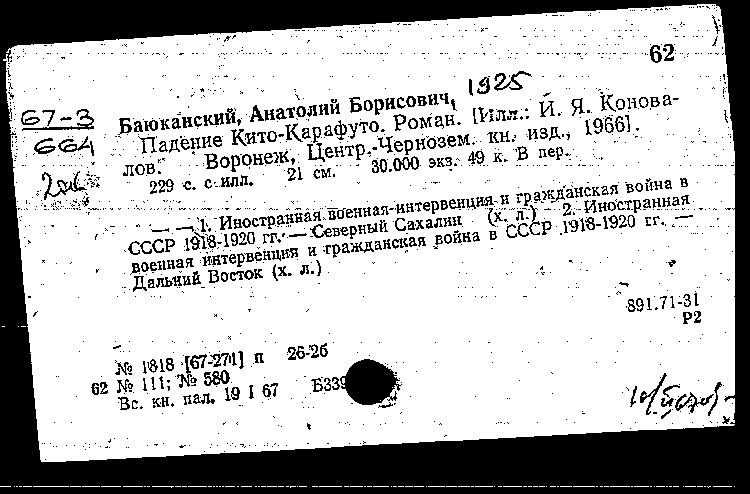 62
67-3
664
Баюканский, Анатолий Борисович, 1925
Падение Кито-Карафуто. Роман. [Илл.: И. Я. Конова-
лов. Воронеж, Центр.-Чернозем. кн. изд., 1966].
229 с. с илл. 21 см. 30.000 экз. 49 к. В пер.
— — 1. Иностранная военная интервенция и гражданская война в
СССР 1918-1920 гг. — Северный Сахалин (х. л.) 2. Иностранная
военная интервенция и гражданская война в СССР 1918-1920 гг. —
Дальний Восток (х. л.)
891.71-31
Р2
№ 1818 [67-271] п 26-2б
62 № 111; № 580
Вс. кн. пал. 19 I 67 Б339